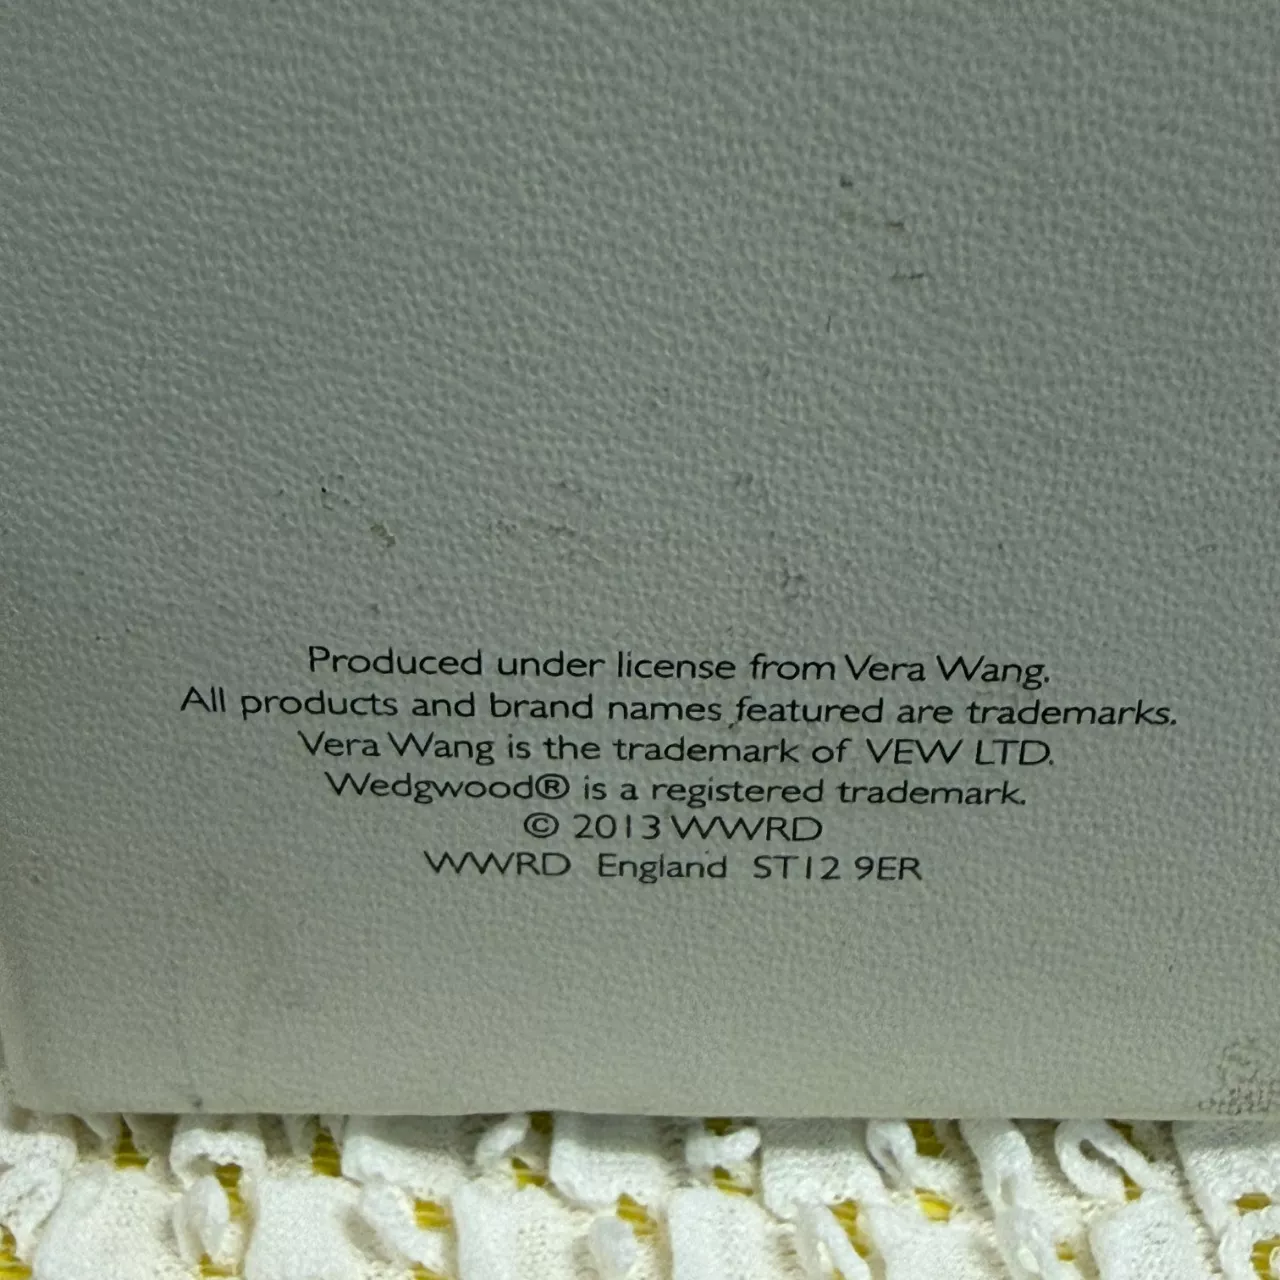 Produced under license from Vera Wang.
All products and brand names featured are trademarks.
Vera Wang is the trademark of VEW LTD.
Wedgwood® is a registered trademark.
© 2013 WWRD
WWRD England ST12 9ER